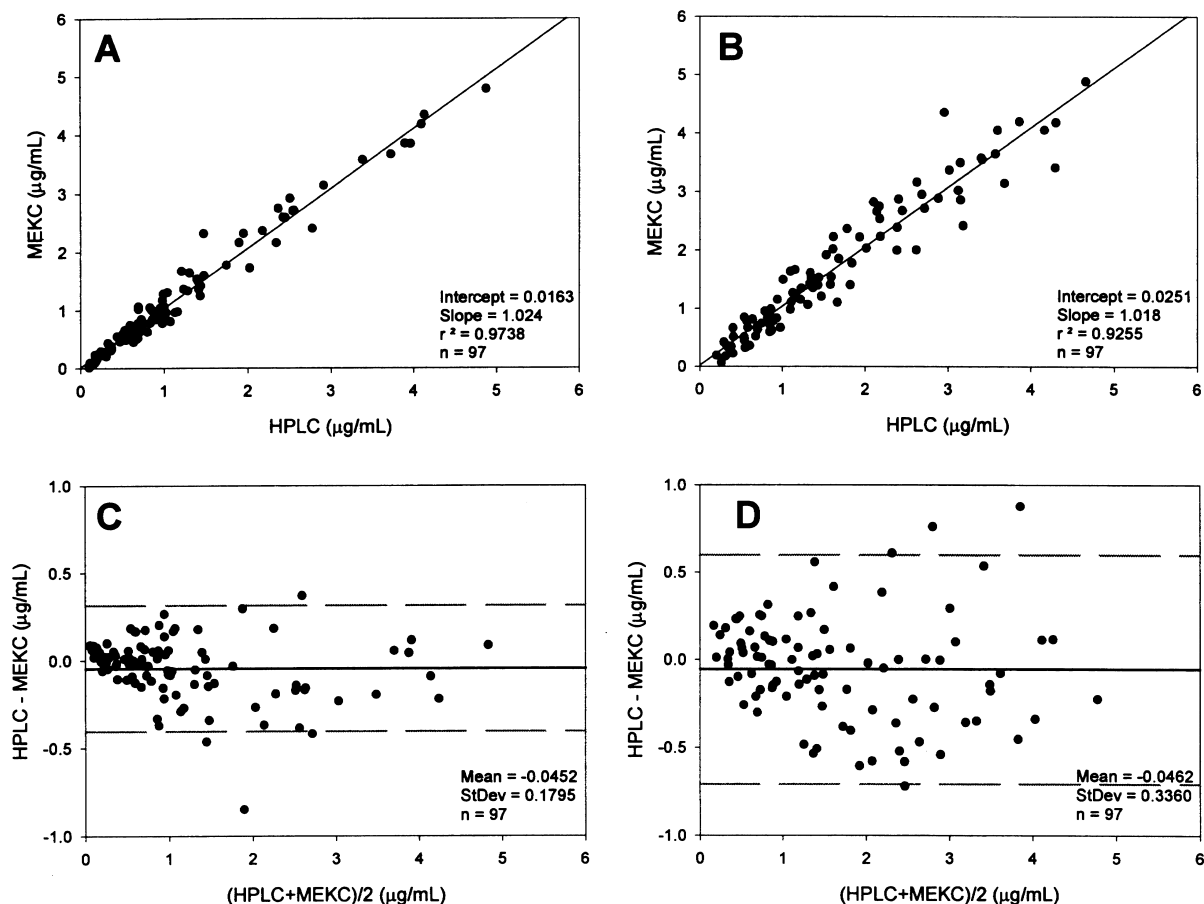 A
6
5
4
3
2
1
0
MEKC (µg/mL)
Intercept = 0.0163
Slope = 1.024
r ² = 0.9738
n = 97
0 1 2 3 4 5 6
HPLC (µg/mL)
B
6
5
4
3
2
1
0
MEKC (µg/mL)
Intercept = 0.0251
Slope = 1.018
r ² = 0.9255
n = 97
0 1 2 3 4 5 6
HPLC (µg/mL)
C
1.0
0.5
0.0
-0.5
-1.0
HPLC - MEKC (µg/mL)
Mean = -0.0452
StDev = 0.1795
n = 97
0 1 2 3 4 5 6
(HPLC+MEKC)/2 (µg/mL)
D
1.0
0.5
0.0
-0.5
-1.0
HPLC - MEKC (µg/mL)
Mean = -0.0462
StDev = 0.3360
n = 97
0 1 2 3 4 5 6
(HPLC+MEKC)/2 (µg/mL)